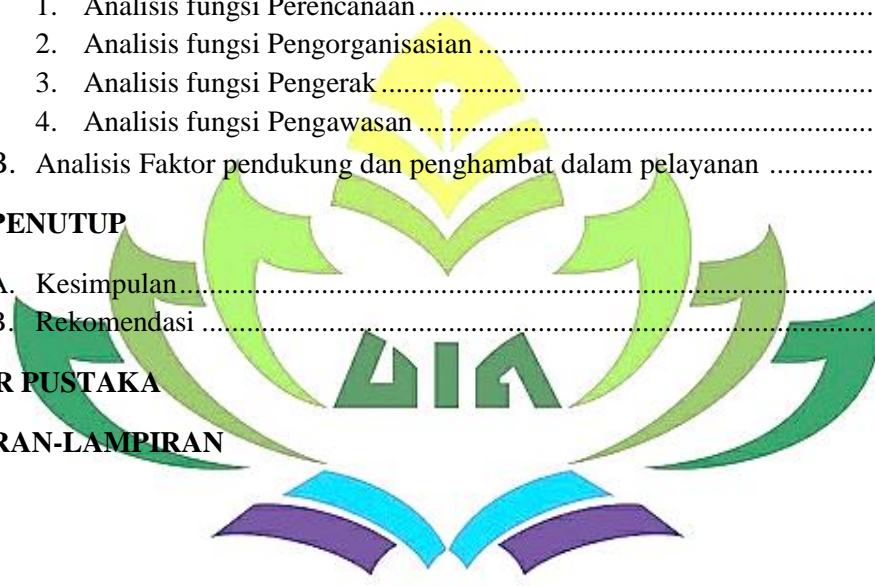 1. Analisis fungsi Perencanaan....................................................................
2. Analisis fungsi Pengorganisasian ............................................................
3. Analisis fungsi Pengerak..........................................................................
4. Analisis fungsi Pengawasan ....................................................................
B. Analisis Faktor pendukung dan penghambat dalam pelayanan ...............
PENUTUP
A. Kesimpulan...............................................................................................
B. Rekomendasi ............................................................................................
UIN
R PUSTAKA
RAN-LAMPIRAN